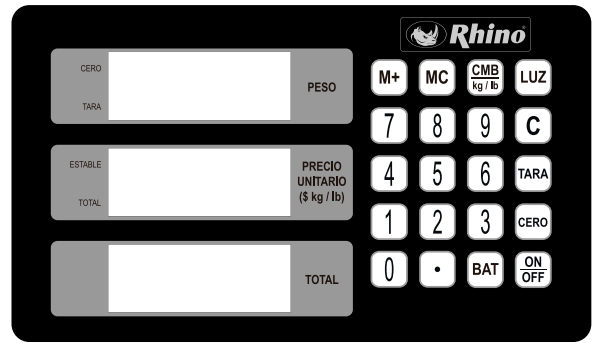 Rhino
CERO
TARA
PESO
ESTABLE
TOTAL
PRECIO
UNITARIO
($ kg / lb)
TOTAL
M+ MC CMB kg / lb LUZ
7 8 9 C
4 5 6 TARA
1 2 3 CERO
0 . BAT ON OFF